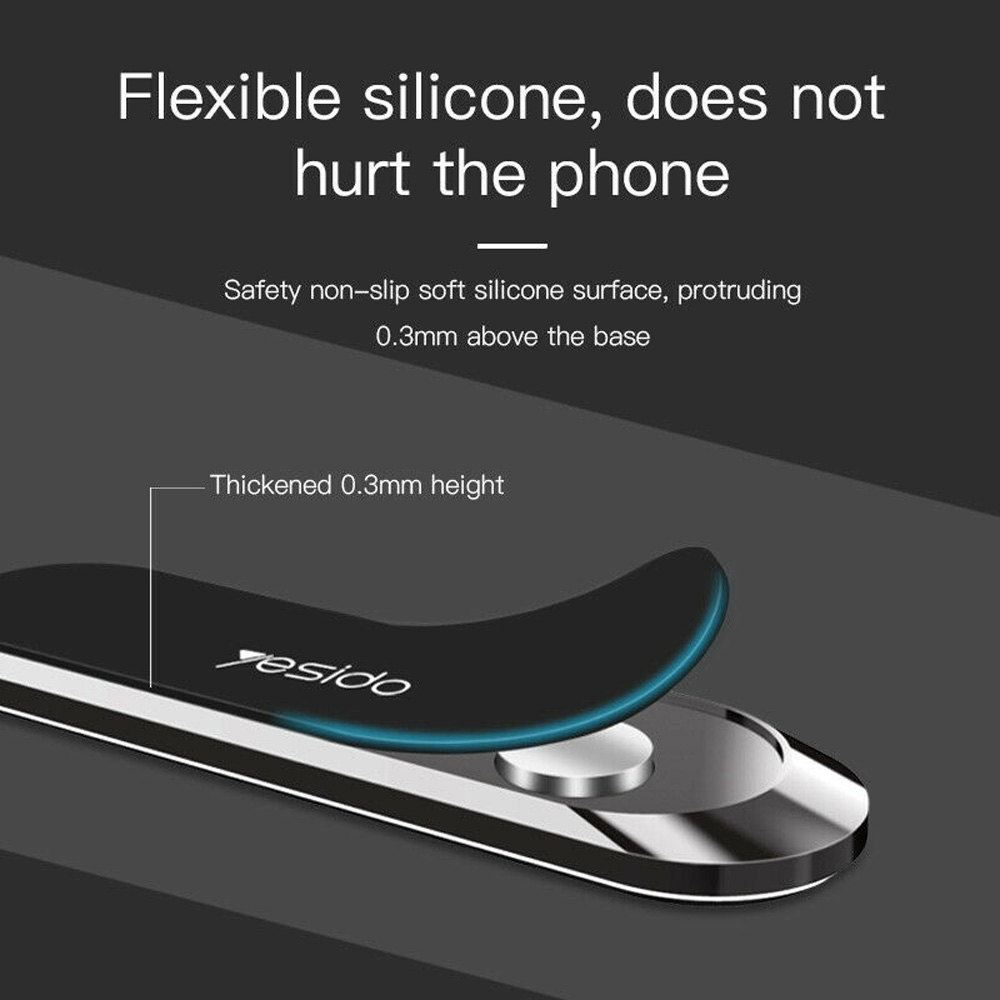 Flexible silicone, does not
hurt the phone
Safety non-slip soft silicone surface, protruding
0.3mm above the base
Thickened 0.3mm height
Yesido